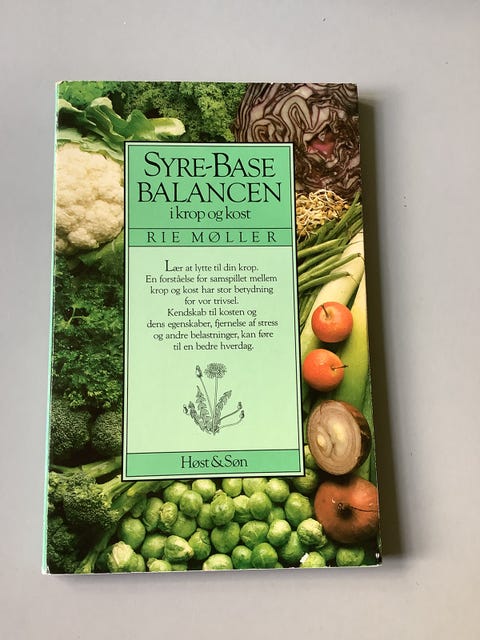 SYRE-BASE
BALANCEN
i krop og kost
RIE MØLLER
Lær at lytte til din krop.
En forståelse for samspillet mellem
krop og kost har stor betydning
for vor trivsel.
Kendskab til kosten og
dens egenskaber, fjernelse af stress
og andre belastninger, kan føre
til en bedre hverdag.
Høst & Søn